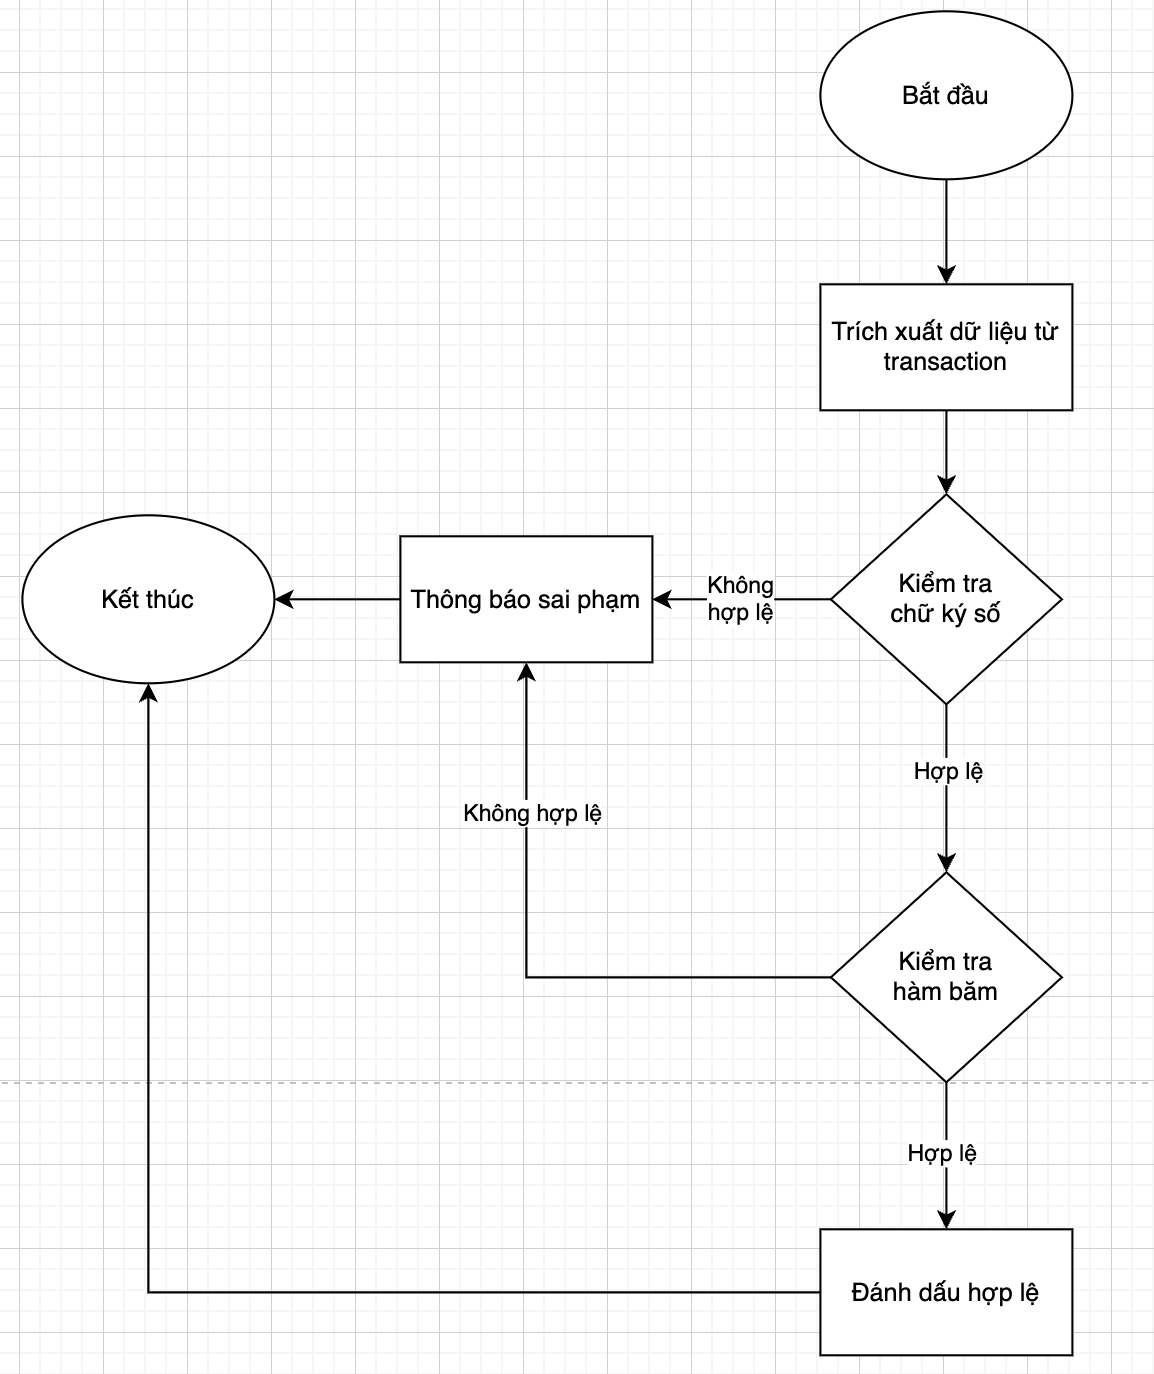 Bắt đầu
Trích xuất dữ liệu từ
transaction
Kiểm tra
chữ ký số
Không
hợp lệ
Thông báo sai phạm
Kết thúc
Hợp lệ
Không hợp lệ
Kiểm tra
hàm băm
Hợp lệ
Đánh dấu hợp lệ